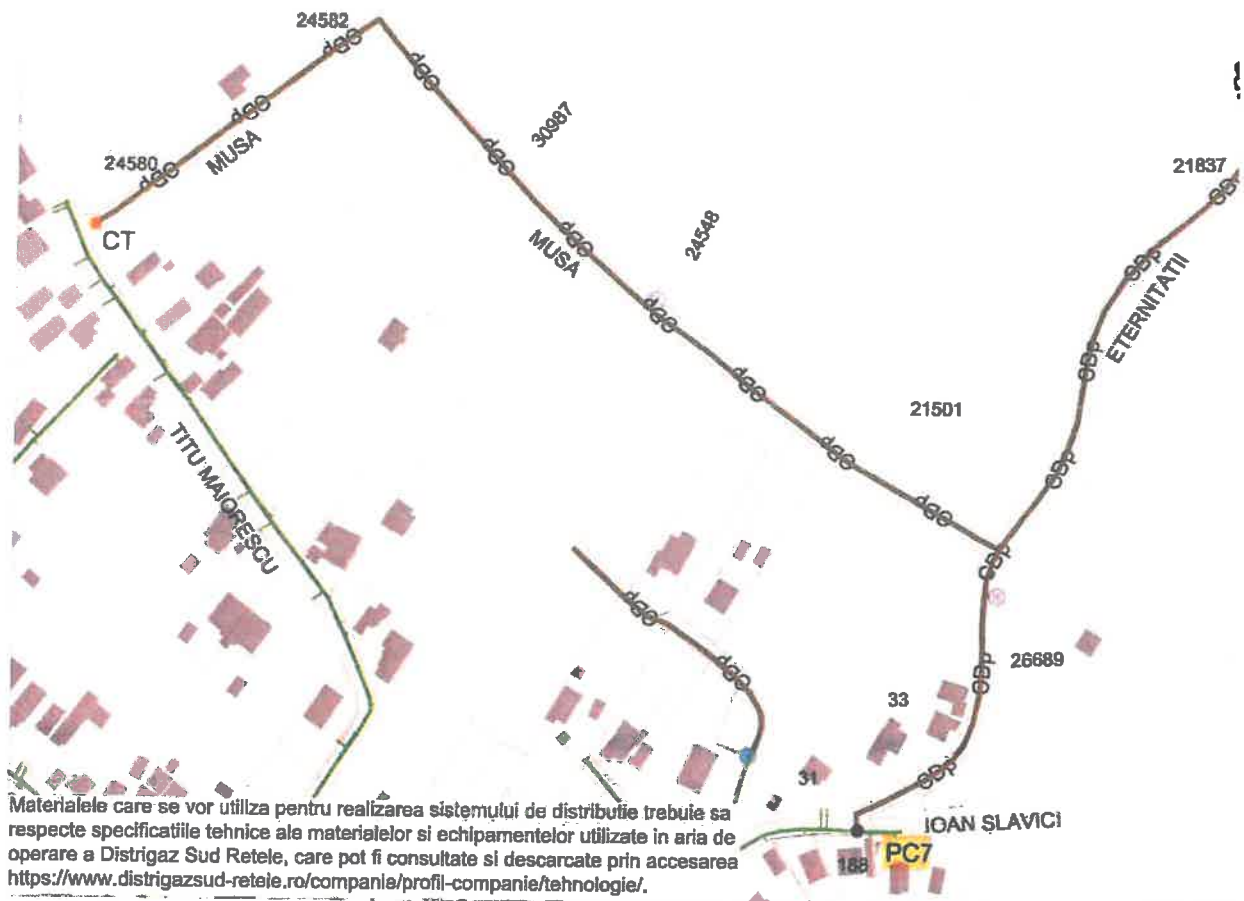 24582
24580
MUSA
30987
MUSA
24548
21837
ETERNITATII
CT
21501
TITU MAIORESCU
26689
33
31
IOAN SLAVICI
188
PC7
Materialele care se vor utiliza pentru realizarea sistemului de distributie trebuie sa
respecte specificatiile tehnice ale materialelor si echipamentelor utilizate in aria de
operare a Distrigaz Sud Retele, care pot fi consultate si descarcate prin accesarea
https://www.distrigazsud-retele.ro/companie/profil-companie/tehnologie/.